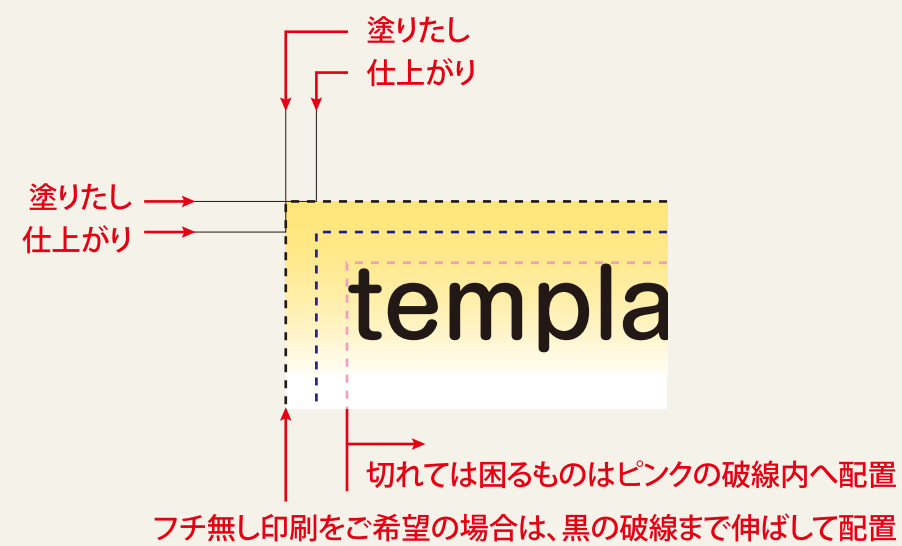 塗りたし
仕上がり
塗りたし
仕上がり
templa
切れては困るものはピンクの破線内へ配置
フチ無し印刷をご希望の場合は、黒の破線まで伸ばして配置